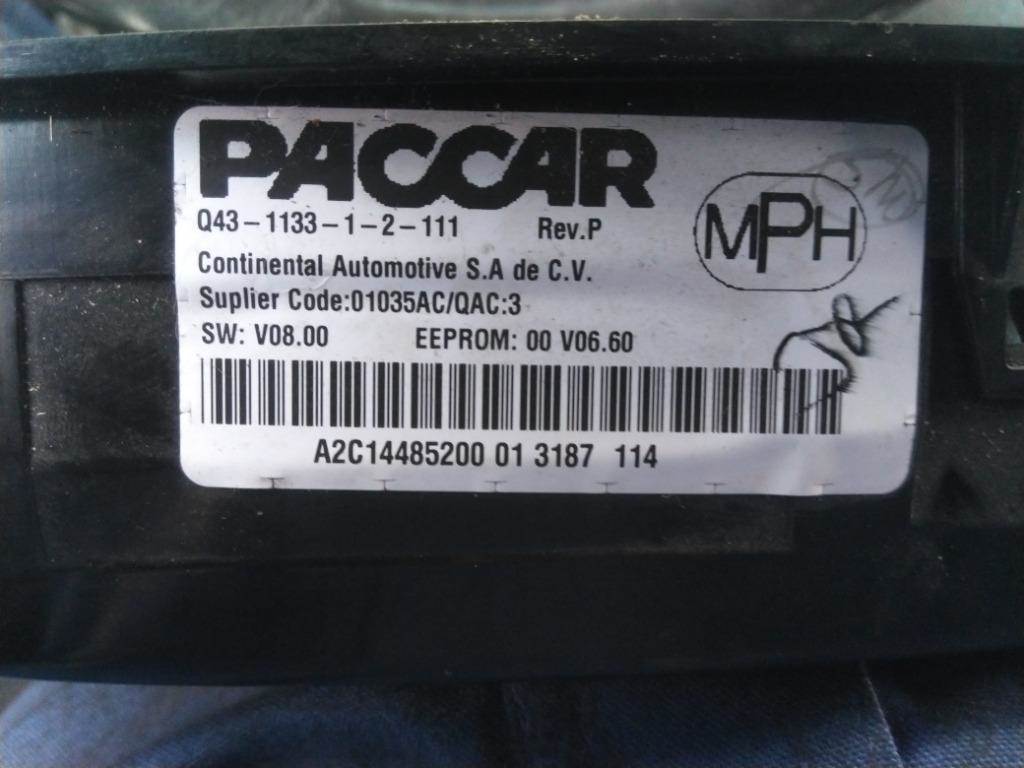 PACCAR
Q43-1133-1-2-111 Rev.P
MPH
Continental Automotive S.A de C.V.
Suplier Code:01035AC/QAC:3
SW: V08.00 EEPROM: 00 V06.60
A2C14485200 01 3187 114